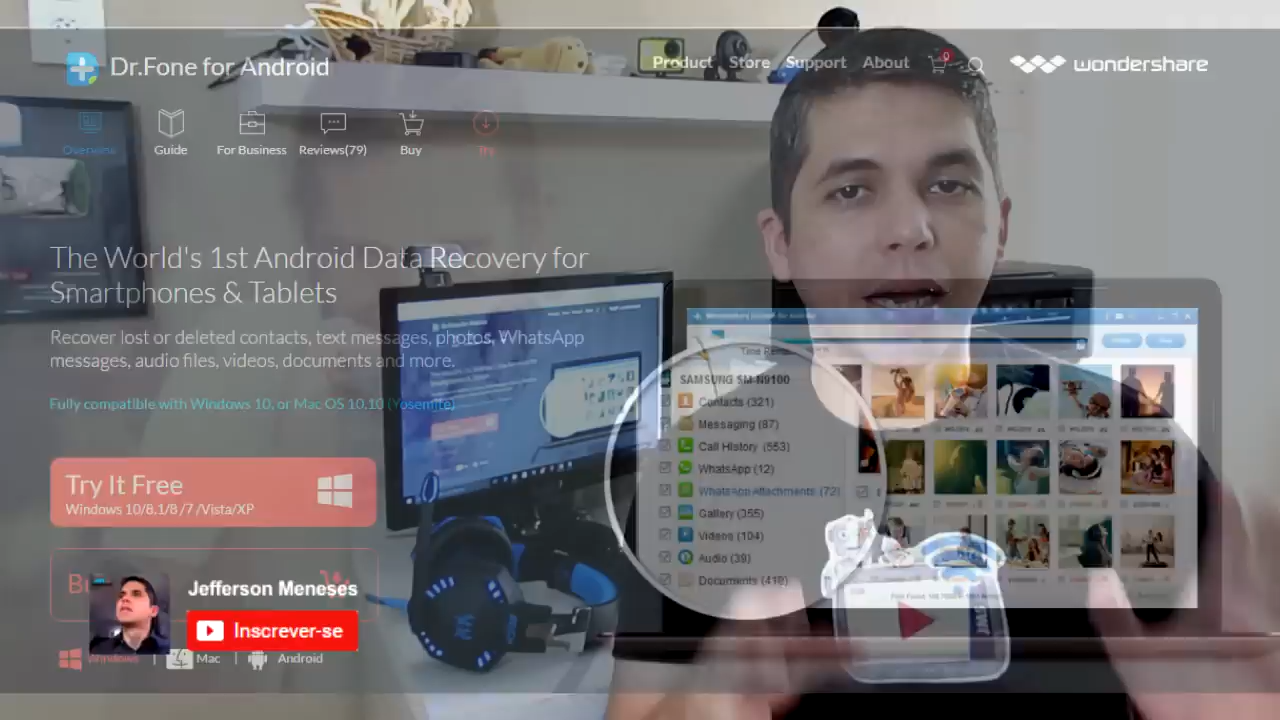 Dr.Fone for Android
Product Store Support About 0
wondershare
Overview
Guide
For Business
Reviews(79)
Buy
Try
The World's 1st Android Data Recovery for
Smartphones & Tablets
Recover lost or deleted contacts, text messages, photos, WhatsApp
messages, audio files, videos, documents and more.
Fully compatible with Windows 10, or Mac OS 10.10 (Yosemite)
Try It Free
Windows 10/8.1/8 /7 /Vista/XP
Jefferson Meneses
Inscrever-se
Windows | Mac | Android
SAMSUNG SM-N9100
Contacts (321)
Messaging (87)
Call History (553)
WhatsApp (12)
WhatsApp Attachments (72)
Gallery (355)
Videos (104)
Audio (39)
Documents (419)